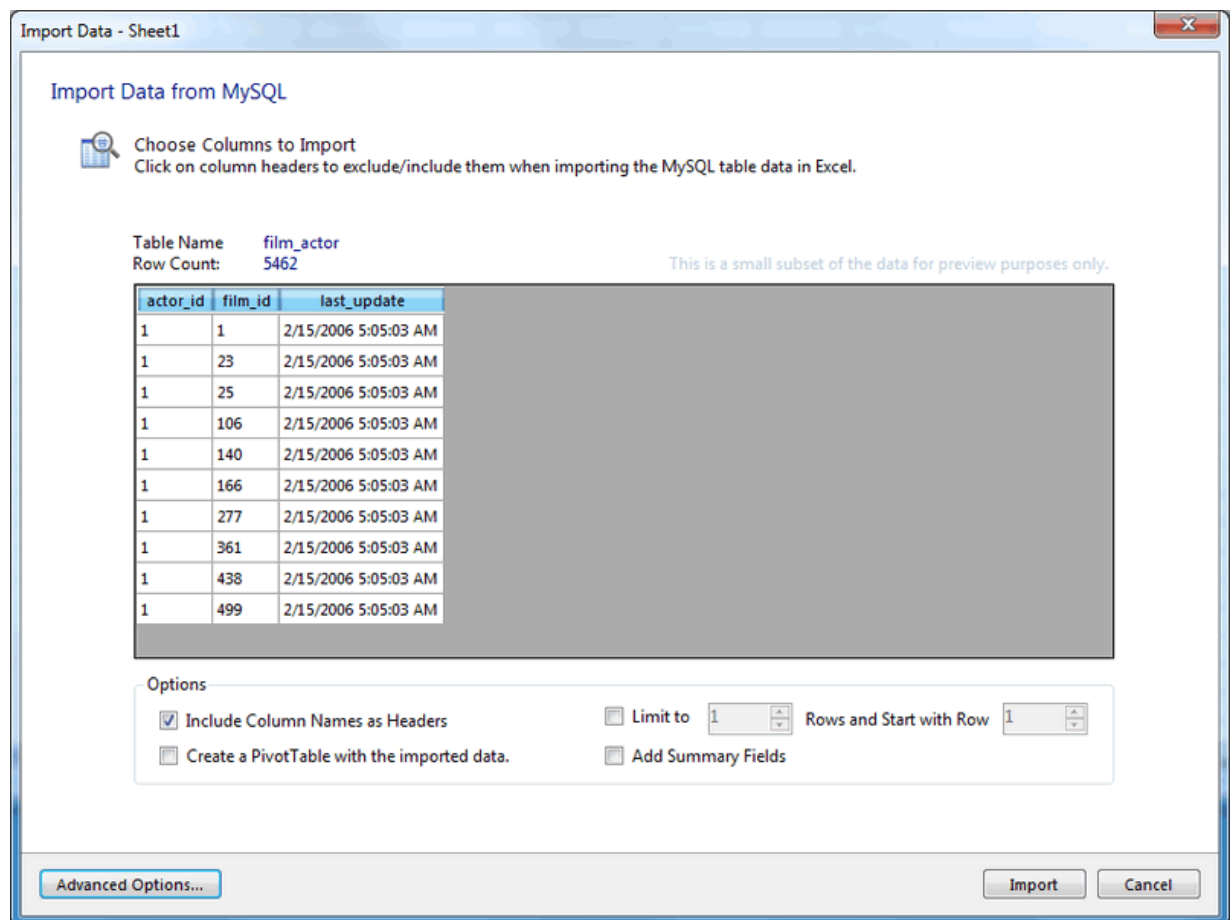 Import Data - Sheet1
Import Data from MySQL
Choose Columns to Import
Click on column headers to exclude/include them when importing the MySQL table data in Excel.
Table Name film_actor
Row Count: 5462 This is a small subset of the data for preview purposes only.
actor_id film_id last_update
1 1 2/15/2006 5:05:03 AM
1 23 2/15/2006 5:05:03 AM
1 25 2/15/2006 5:05:03 AM
1 106 2/15/2006 5:05:03 AM
1 140 2/15/2006 5:05:03 AM
1 166 2/15/2006 5:05:03 AM
1 277 2/15/2006 5:05:03 AM
1 361 2/15/2006 5:05:03 AM
1 438 2/15/2006 5:05:03 AM
1 499 2/15/2006 5:05:03 AM
Options
Include Column Names as Headers Limit to 1 Rows and Start with Row 1
Create a PivotTable with the imported data. Add Summary Fields
Advanced Options... Import Cancel